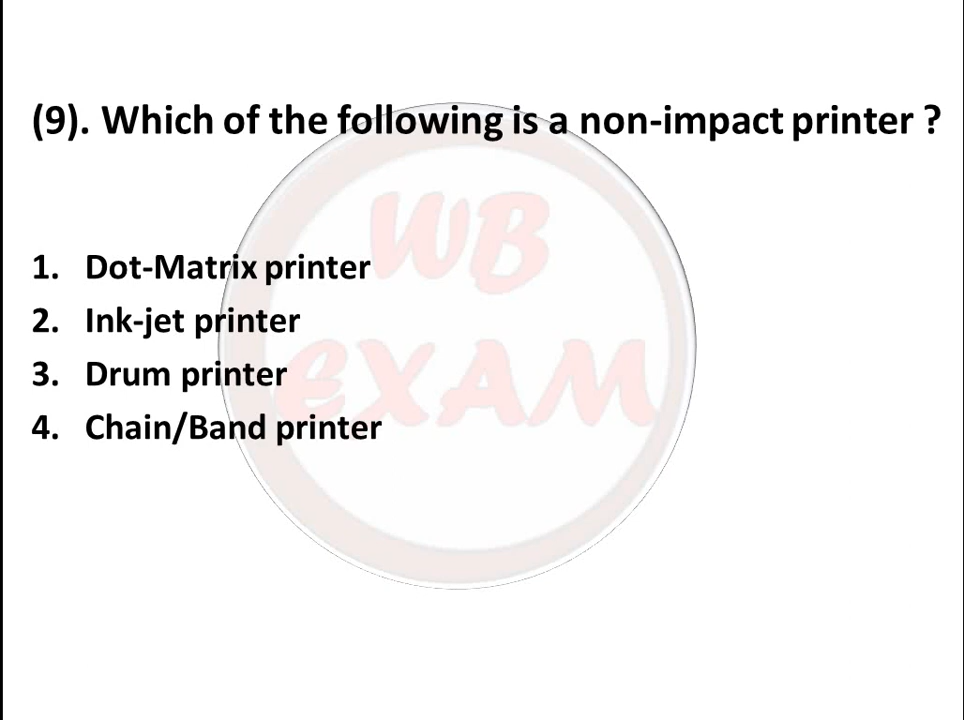 (9). Which of the following is a non-impact printer ?
1. Dot-Matrix printer
2. Ink-jet printer
3. Drum printer
4. Chain/Band printer
WB
EXAM